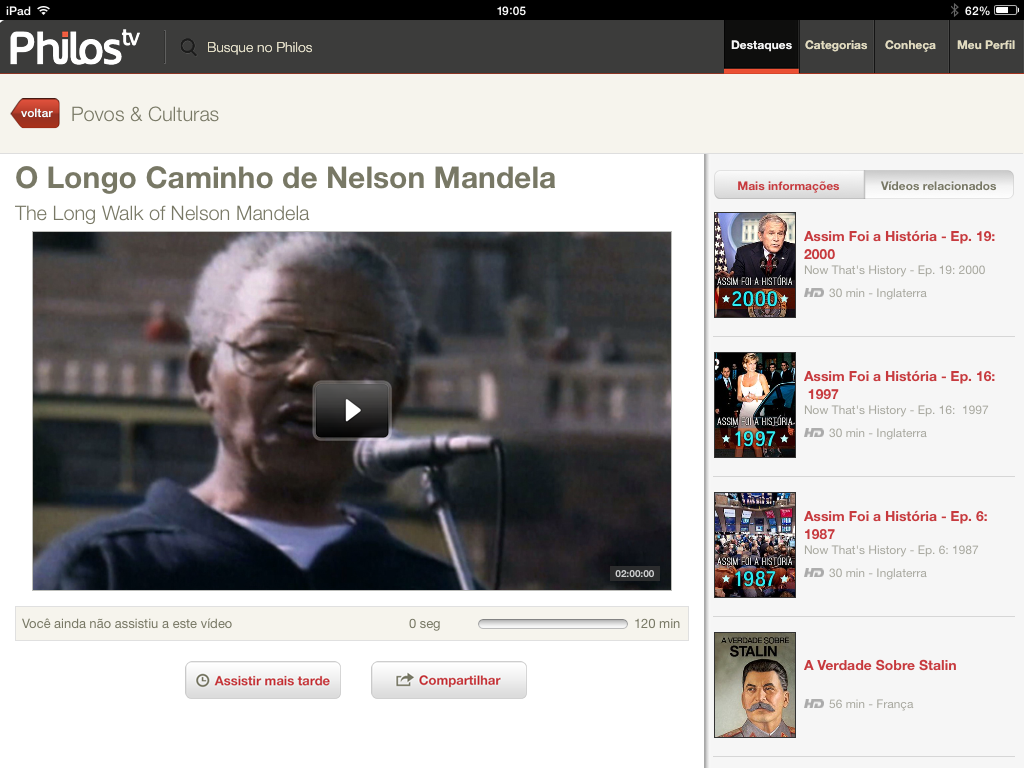 iPad
19:05
62%
Philos tv
Busque no Philos
Destaques
Categorias
Conheça
Meu Perfil
voltar
Povos & Culturas
O Longo Caminho de Nelson Mandela
The Long Walk of Nelson Mandela
02:00:00
Você ainda não assistiu a este vídeo
0 seg
120 min
Assistir mais tarde
Compartilhar
Mais informações
Vídeos relacionados
ASSIM FOI A HISTÓRIA
2000
Assim Foi a História - Ep. 19:
2000
Now That's History - Ep. 19: 2000
HD 30 min - Inglaterra
ASSIM FOI A HISTÓRIA
1997
Assim Foi a História - Ep. 16:
1997
Now That's History - Ep. 16: 1997
HD 30 min - Inglaterra
ASSIM FOI A HISTÓRIA
1987
Assim Foi a História - Ep. 6:
1987
Now That's History - Ep. 6: 1987
HD 30 min - Inglaterra
A VERDADE SOBRE
STALIN
A Verdade Sobre Stalin
HD 56 min - França